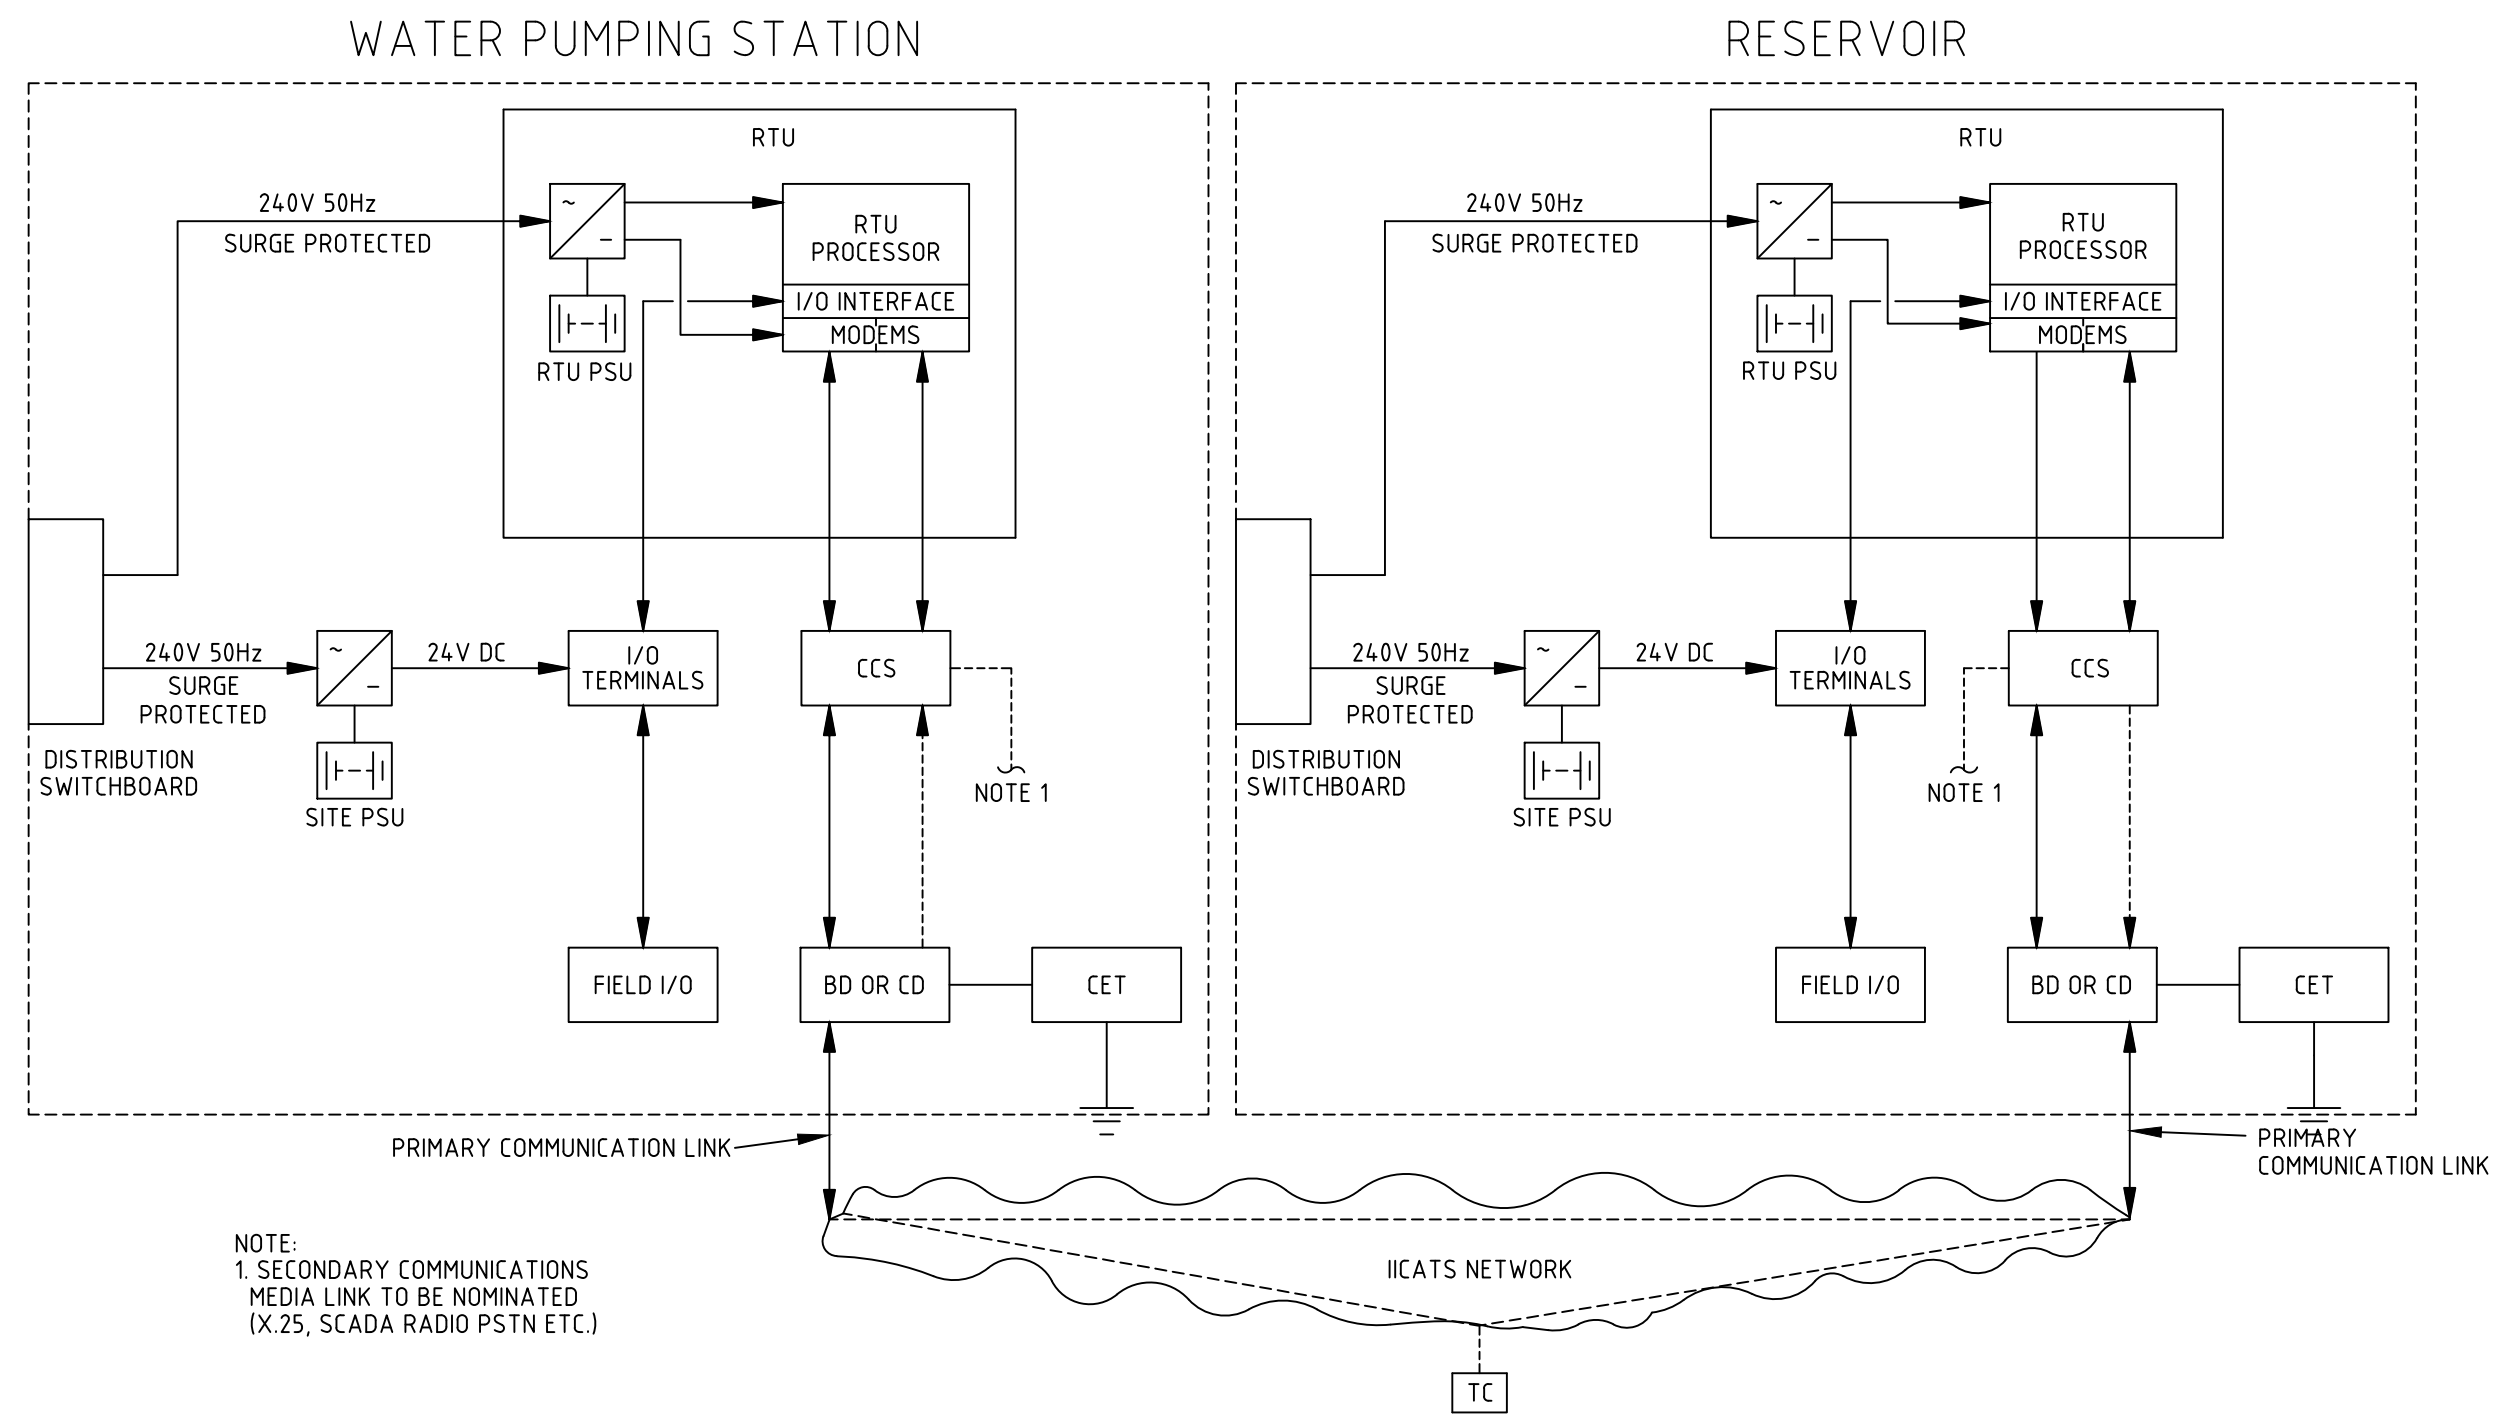 WATER PUMPING STATION
RTU
240V 50Hz
SURGE PROTECTED
~
–
RTU
PROCESSOR
I/O INTERFACE
MODEMS
RTU PSU
240V 50Hz
SURGE
PROTECTED
~
–
24V DC
I/O
TERMINALS
CCS
NOTE 1
DISTRIBUTION
SWITCHBOARD
SITE PSU
FIELD I/O
BD OR CD
CET
PRIMARY COMMUNICATION LINK
RESERVOIR
RTU
240V 50Hz
SURGE PROTECTED
~
–
RTU
PROCESSOR
I/O INTERFACE
MODEMS
RTU PSU
240V 50Hz
SURGE
PROTECTED
~
–
24V DC
I/O
TERMINALS
CCS
NOTE 1
DISTRIBUTION
SWITCHBOARD
SITE PSU
FIELD I/O
BD OR CD
CET
PRIMARY
COMMUNICATION LINK
IICATS NETWORK
TC
NOTE:
1. SECONDARY COMMUNICATIONS
MEDIA LINK TO BE NOMINATED
(X.25, SCADA RADIO PSTN ETC.)